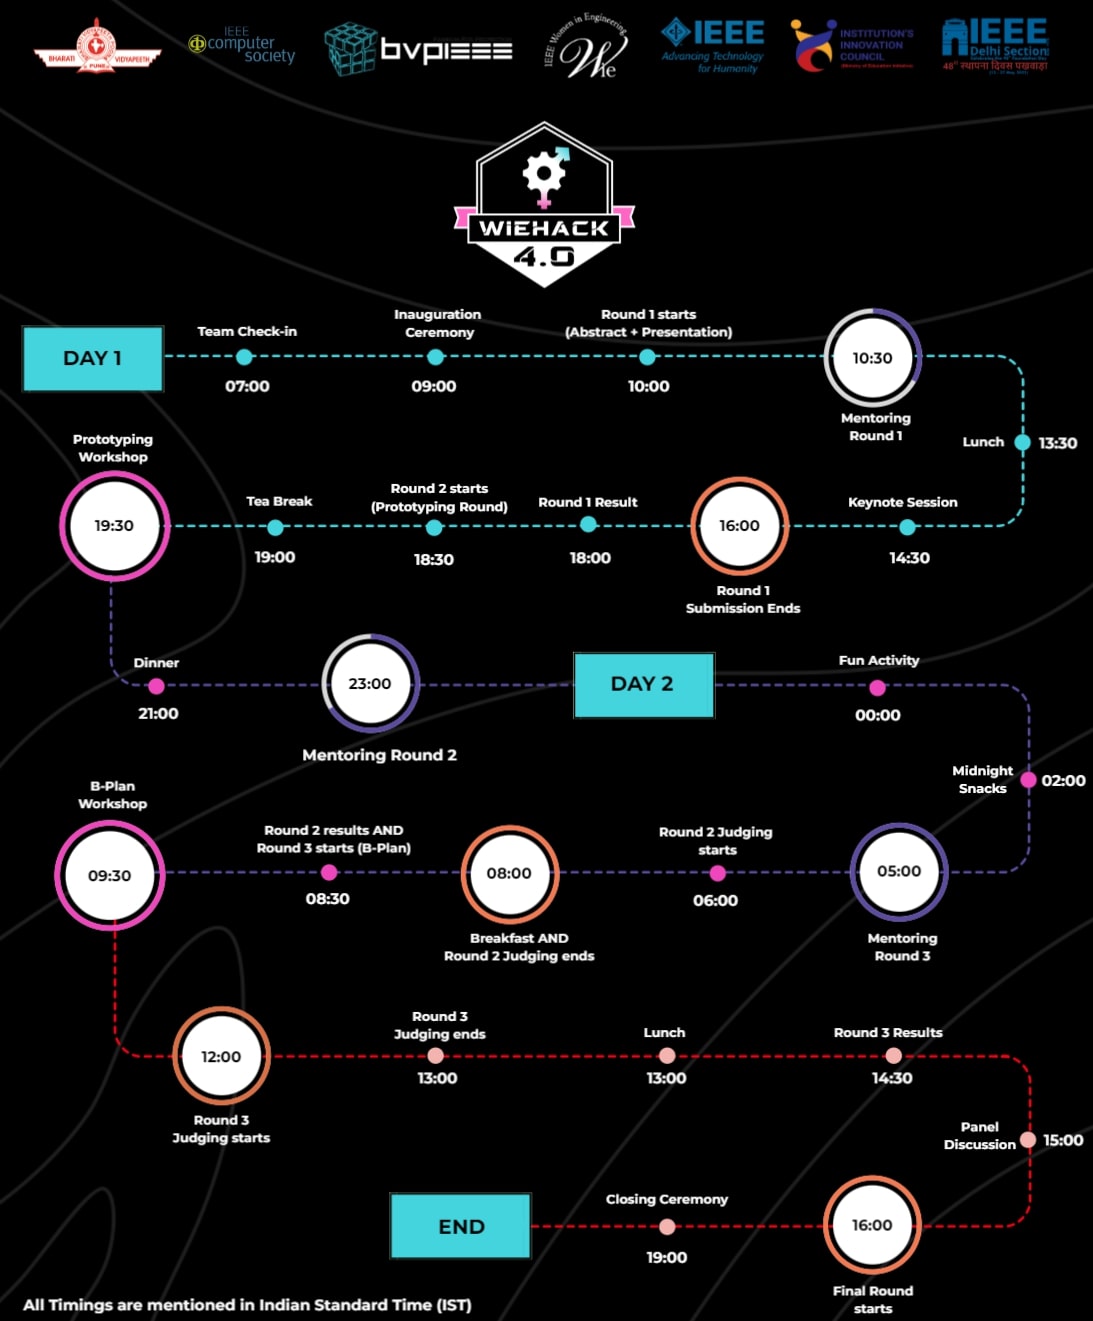 BHARATI VIDYAPEETH
PUNE
IEEE
computer
society
bvpieee
IEEE Women in Engineering
Wie
IEEE
Advancing Technology
for Humanity
INSTITUTION'S
INNOVATION
COUNCIL
(Ministry of Education Initiative)
IEEE
Delhi Section
48th स्थापना दिवस पखवाड़ा
WIEHACK
4.0
DAY 1
Team Check-in
07:00
Inauguration
Ceremony
09:00
Round 1 starts
(Abstract + Presentation)
10:00
10:30
Mentoring
Round 1
Lunch
13:30
Keynote Session
14:30
16:00
Round 1
Submission Ends
Round 1 Result
18:00
Round 2 starts
(Prototyping Round)
18:30
Tea Break
19:00
Prototyping
Workshop
19:30
Dinner
21:00
23:00
Mentoring Round 2
DAY 2
Fun Activity
00:00
Midnight
Snacks
02:00
05:00
Mentoring
Round 3
Round 2 Judging
starts
06:00
08:00
Breakfast AND
Round 2 Judging ends
Round 2 results AND
Round 3 starts (B-Plan)
08:30
B-Plan
Workshop
09:30
12:00
Round 3
Judging starts
Round 3
Judging ends
13:00
Lunch
13:00
Round 3 Results
14:30
Panel
Discussion
15:00
16:00
Final Round
starts
Closing Ceremony
19:00
END
All Timings are mentioned in Indian Standard Time (IST)